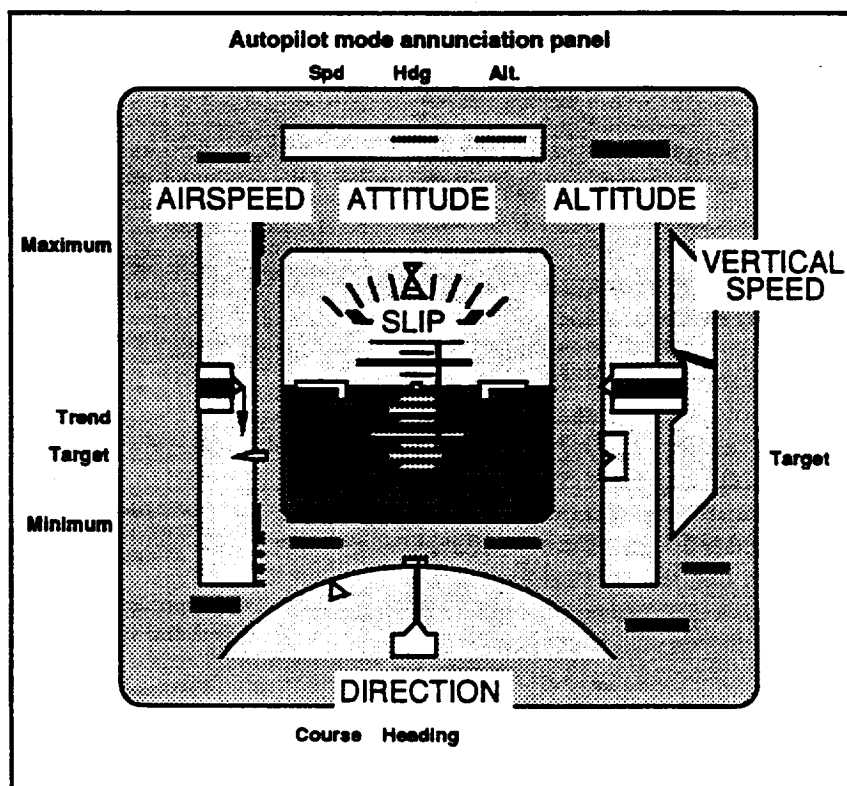 Autopilot mode annunciation panel
Spd Hdg Alt.
AIRSPEED ATTITUDE ALTITUDE
Maximum
VERTICAL
SPEED
SLIP
Trend
Target
Target
Minimum
DIRECTION
Course Heading